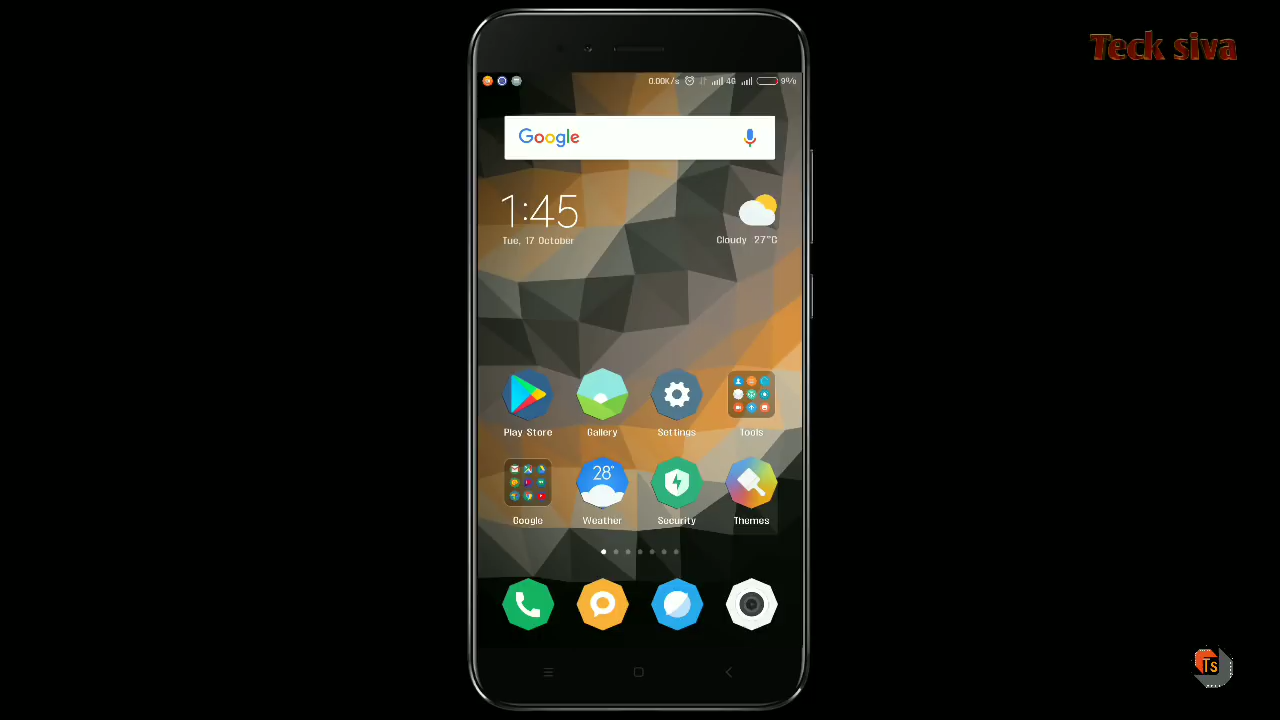 Teck siva
0.00K/s 4G 9%
Google
1:45
Tue, 17 October
Cloudy 27°C
Play Store Gallery Settings Tools
28°
Google Weather Security Themes
Ts